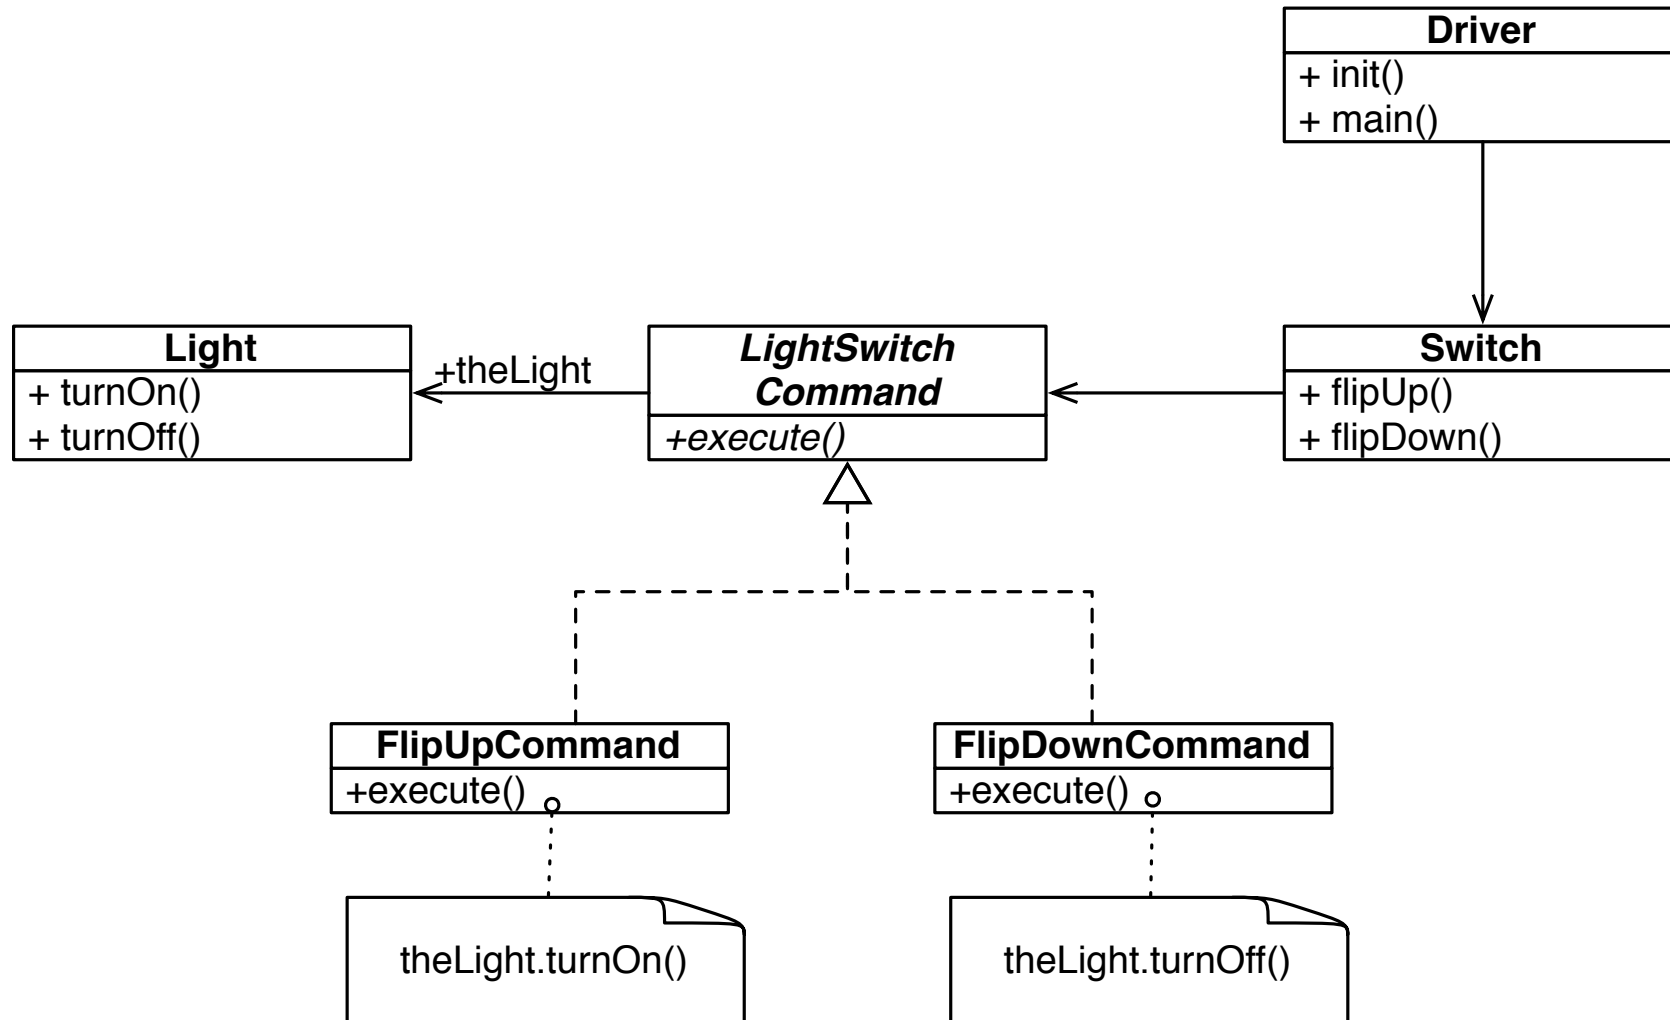 Driver
+ init()
+ main()
Light
+ turnOn()
+ turnOff()
+theLight
LightSwitch
Command
+execute()
Switch
+ flipUp()
+ flipDown()
FlipUpCommand
+execute()
FlipDownCommand
+execute()
theLight.turnOn()
theLight.turnOff()